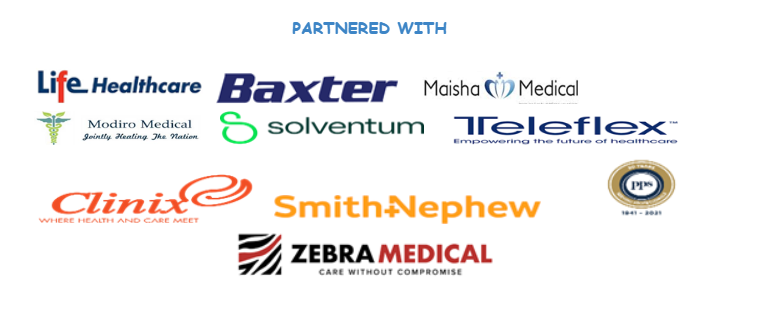 PARTNERED WITH
Life Healthcare
Baxter
Maisha Medical
Modiro Medical
Jointly Healing The Nation
solventum
Teleflex™
Empowering the future of healthcare
Clinix
WHERE HEALTH AND CARE MEET
Smith+Nephew
pps
1941 - 2021
ZEBRA MEDICAL
CARE WITHOUT COMPROMISE